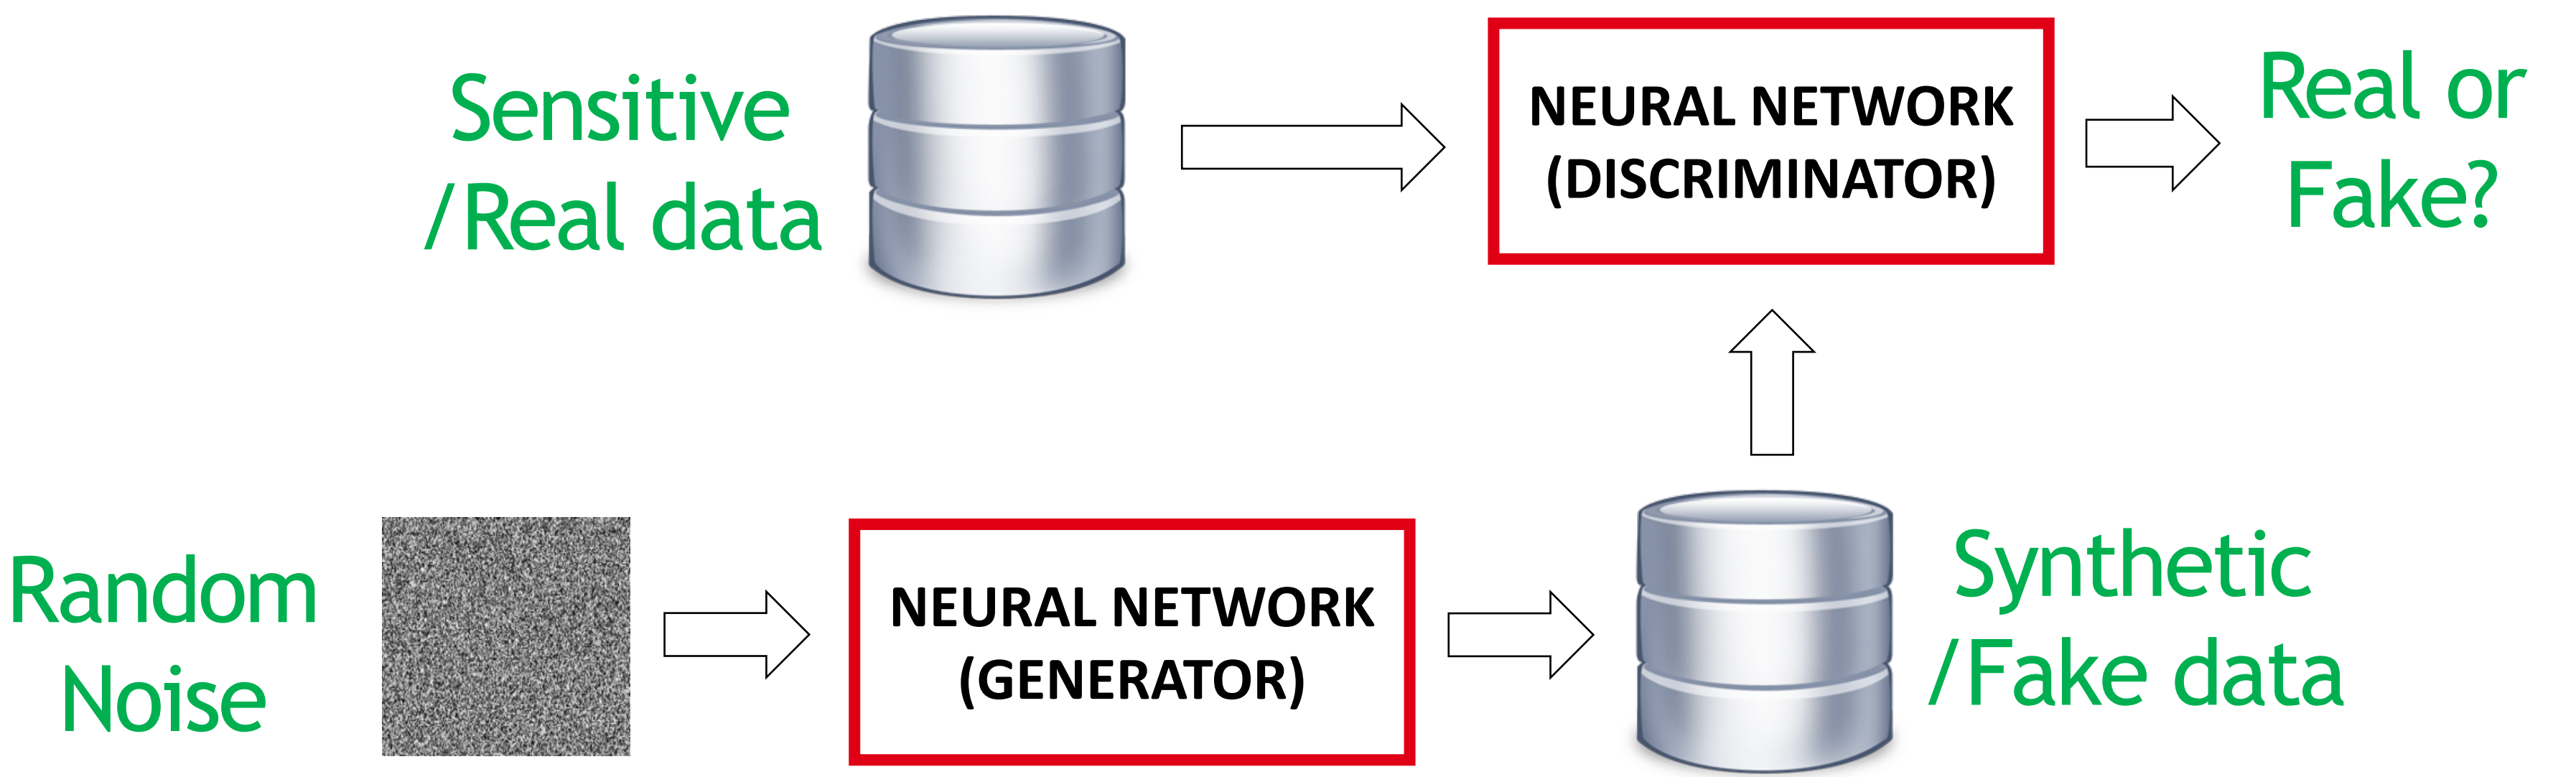 Sensitive
/Real data
NEURAL NETWORK
(DISCRIMINATOR)
Real or
Fake?
Random
Noise
NEURAL NETWORK
(GENERATOR)
Synthetic
/Fake data